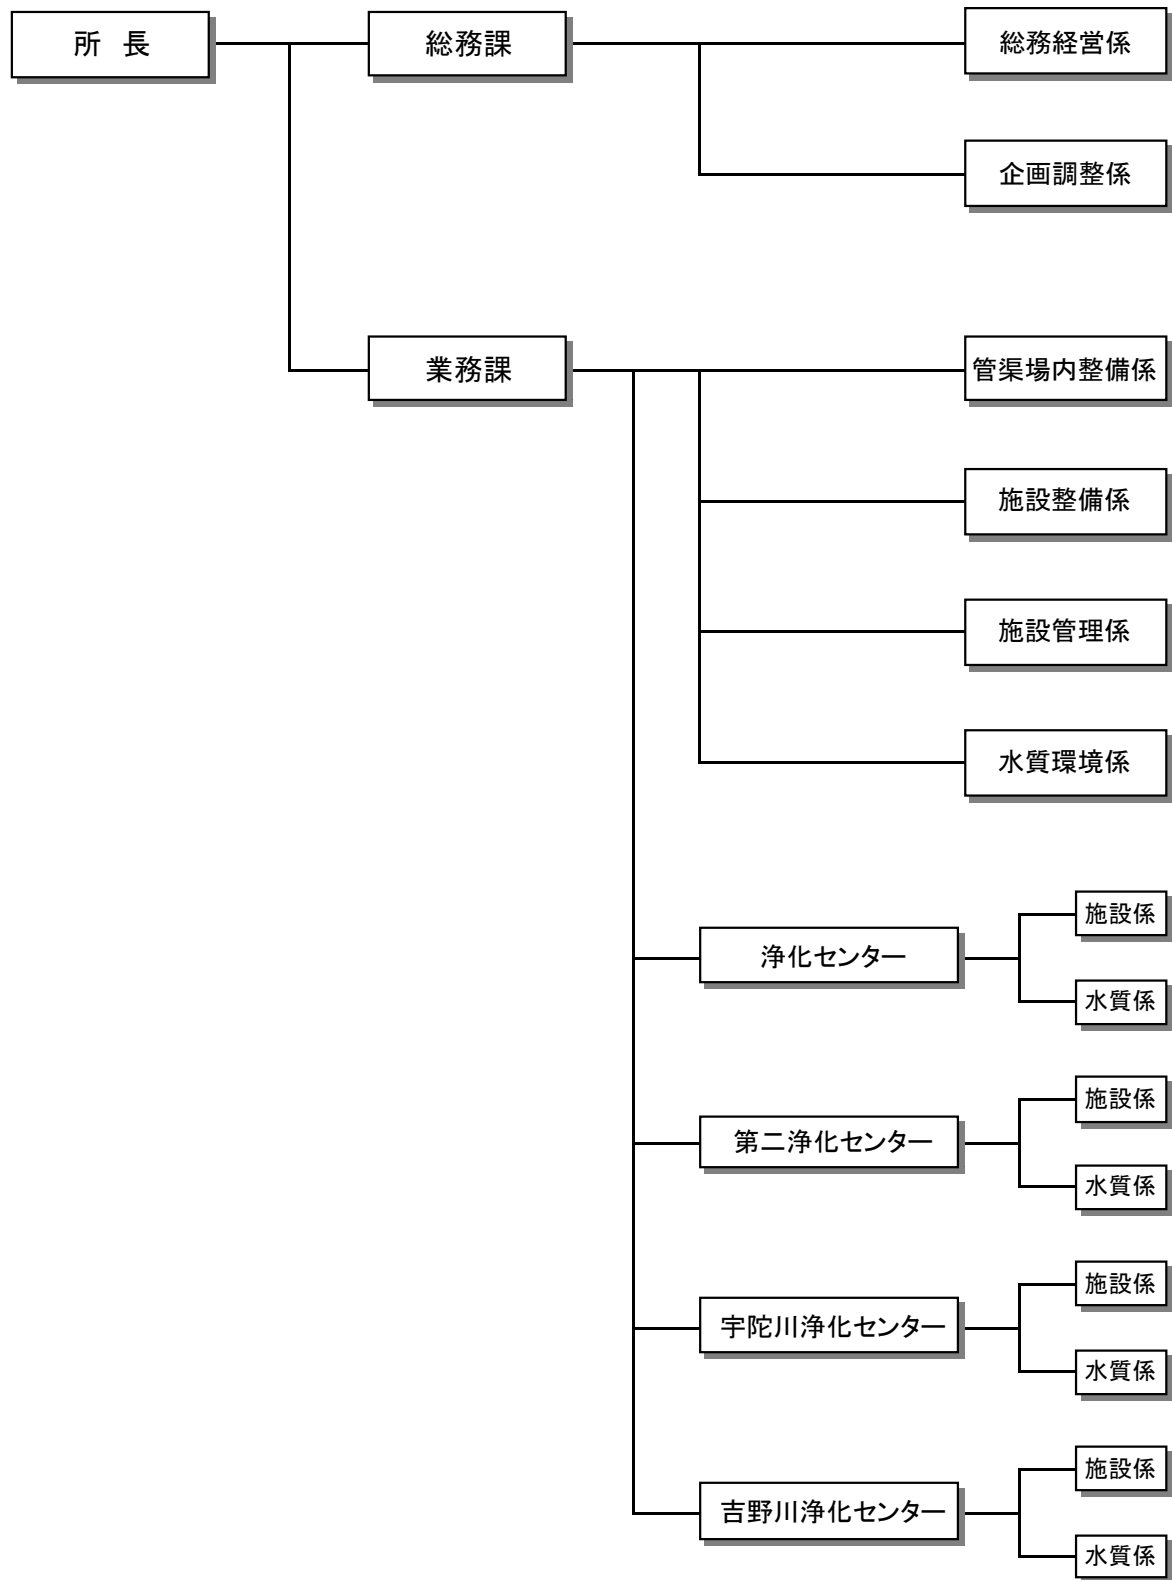 所 長
総務課
総務経営係
企画調整係
業務課
管渠場内整備係
施設整備係
施設管理係
水質環境係
浄化センター
施設係
水質係
第二浄化センター
施設係
水質係
宇陀川浄化センター
施設係
水質係
吉野川浄化センター
施設係
水質係